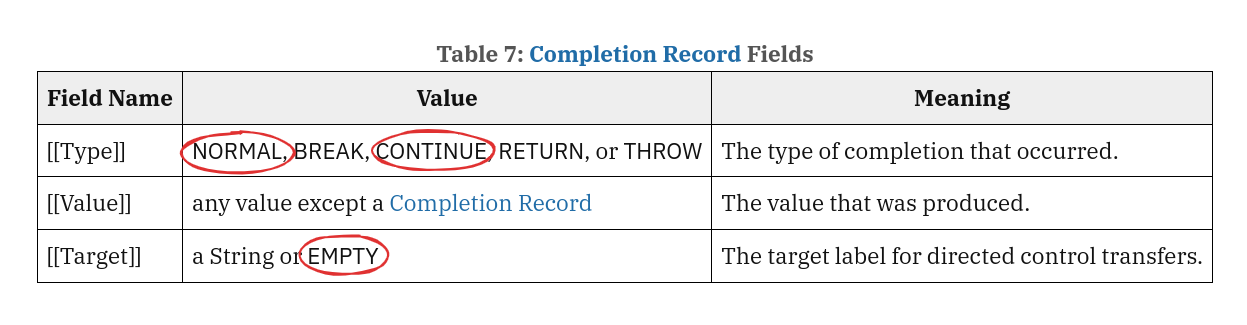 Table 7: Completion Record Fields
Field Name Value Meaning
[[Type]] NORMAL, BREAK, CONTINUE, RETURN, or THROW The type of completion that occurred.
[[Value]] any value except a Completion Record The value that was produced.
[[Target]] a String or EMPTY The target label for directed control transfers.